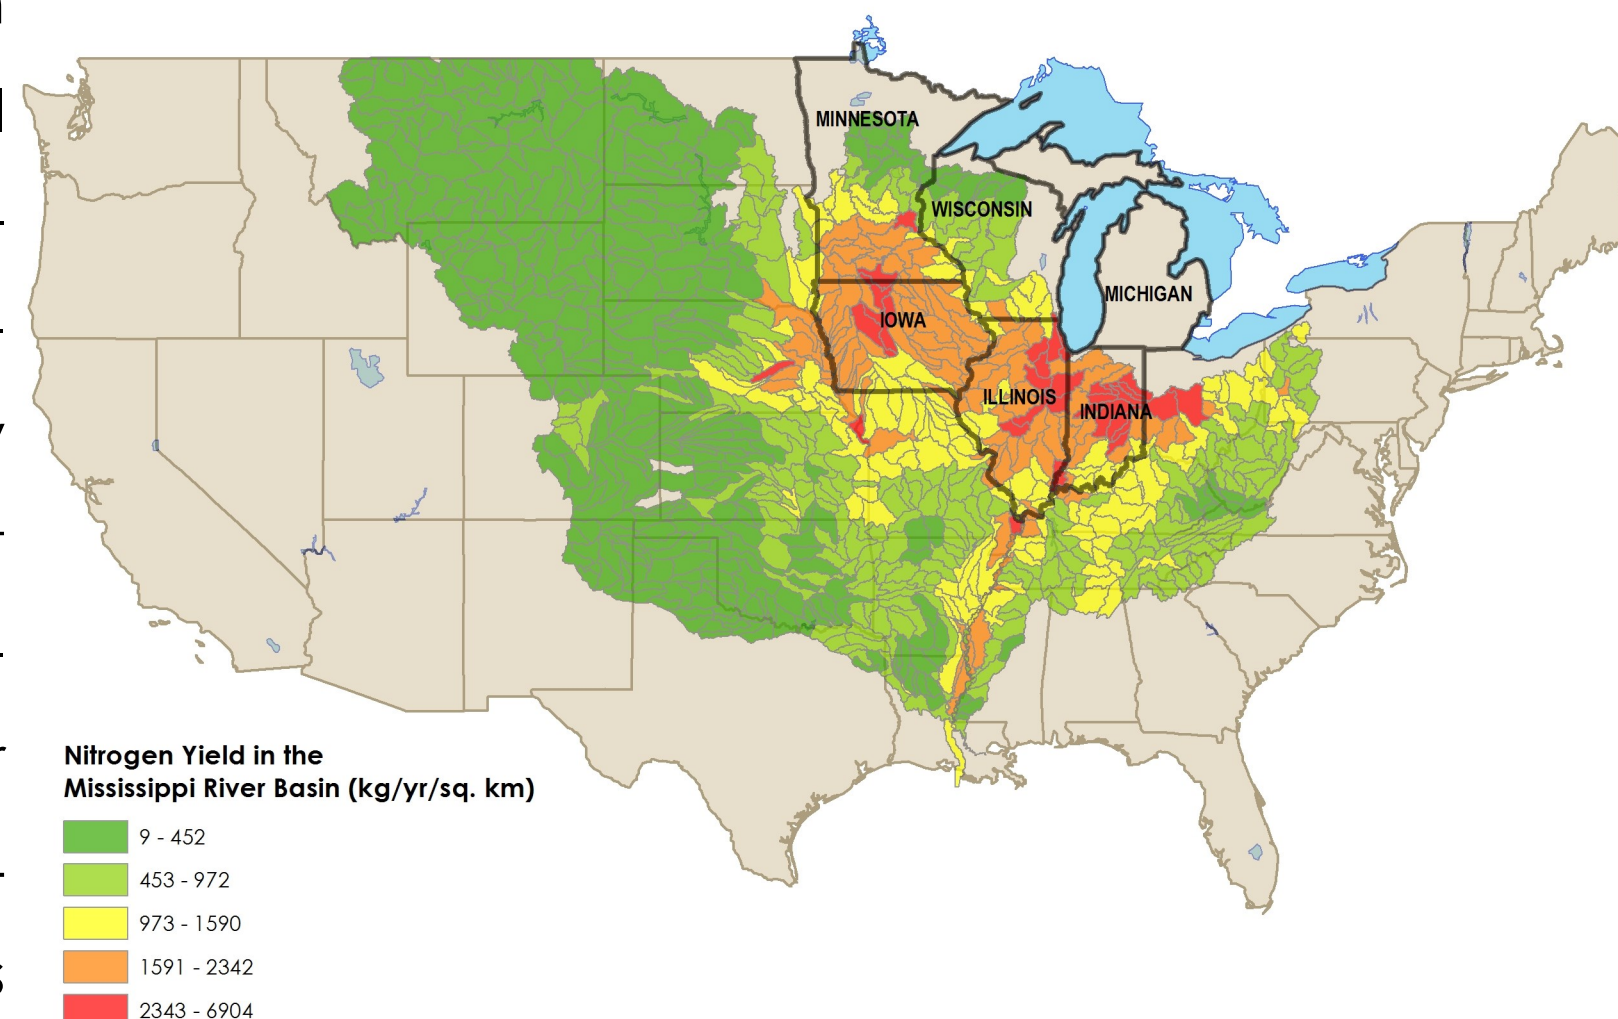 MINNESOTA
WISCONSIN
MICHIGAN
IOWA
ILLINOIS
INDIANA
Nitrogen Yield in the
Mississippi River Basin (kg/yr/sq. km)
9 - 452
453 - 972
973 - 1590
1591 - 2342
2343 - 6904